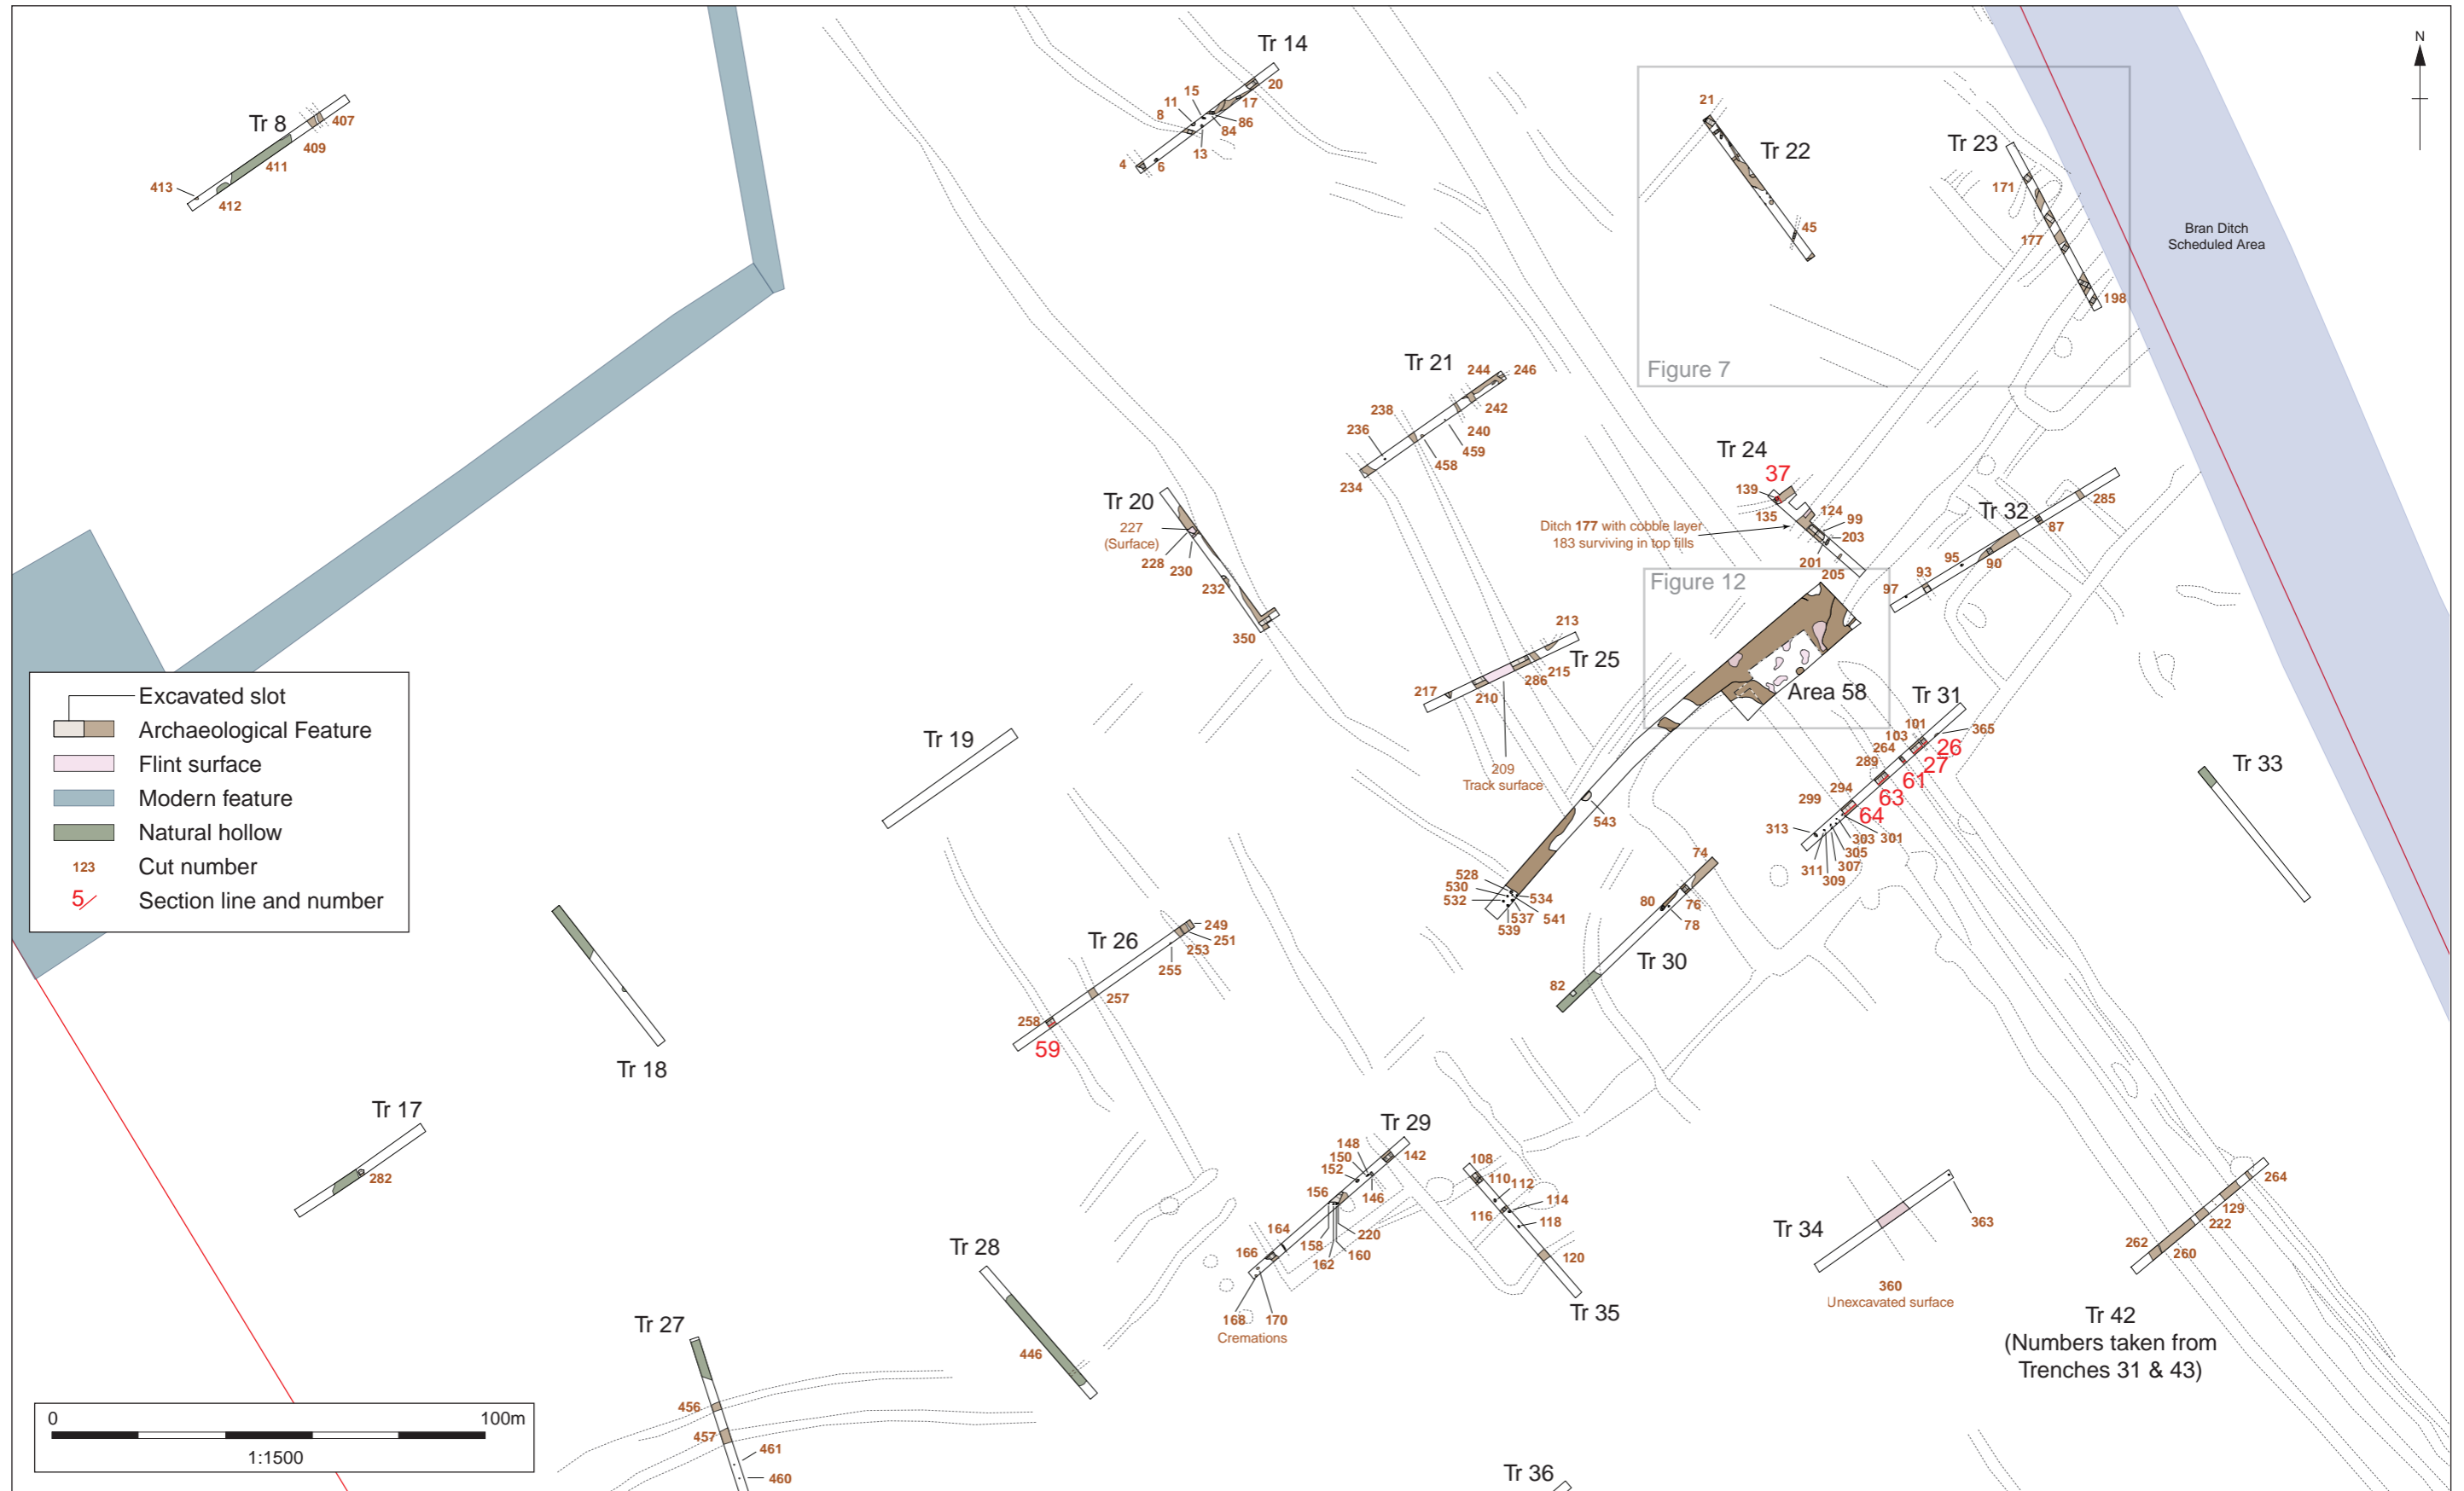 Tr 14
N
20
15
11
17
8
86
84
13
4
6
Tr 8
407
409
411
413
412
21
Tr 22
Tr 23
171
177
45
198
Bran Ditch
Scheduled Area
Figure 7
Tr 21
244
246
238
242
236
240
459
458
234
Tr 24
37
139
135
124
99
203
Ditch 177 with cobble layer
183 surviving in top fills
201
205
Tr 32
285
87
95
90
93
97
Tr 20
227
(Surface)
228
230
232
350
Figure 12
213
Tr 25
215
286
217
210
209
Track surface
Area 58
Tr 31
101
103
365
264
26
289
27
61
294
63
299
64
313
303
301
305
311
307
309
Tr 33
Tr 19
543
528
530
532
534
537
541
539
74
80
76
78
Tr 30
82
Excavated slot
Archaeological Feature
Flint surface
Modern feature
Natural hollow
123
Cut number
5
Section line and number
Tr 26
249
251
253
255
257
258
59
Tr 18
Tr 17
282
Tr 29
148
150
142
152
146
156
164
220
158
160
166
162
168
170
Cremations
108
110
112
114
116
118
120
Tr 35
Tr 34
363
360
Unexcavated surface
264
129
222
262
260
Tr 42
(Numbers taken from
Trenches 31 & 43)
Tr 28
446
Tr 27
456
457
461
460
Tr 36
0
100m
1:1500